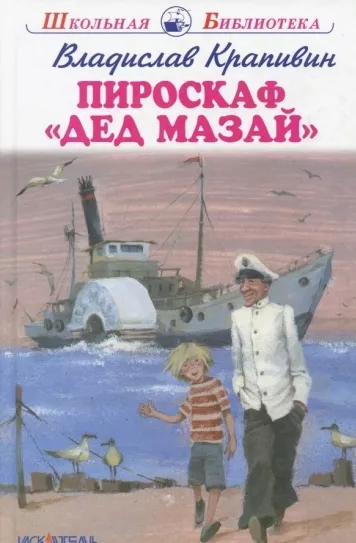 Школьная Библиотека
Владислав Крапивин
ПИРОСКАФ
«ДЕД МАЗАЙ»
ИСКАТЕЛЬ